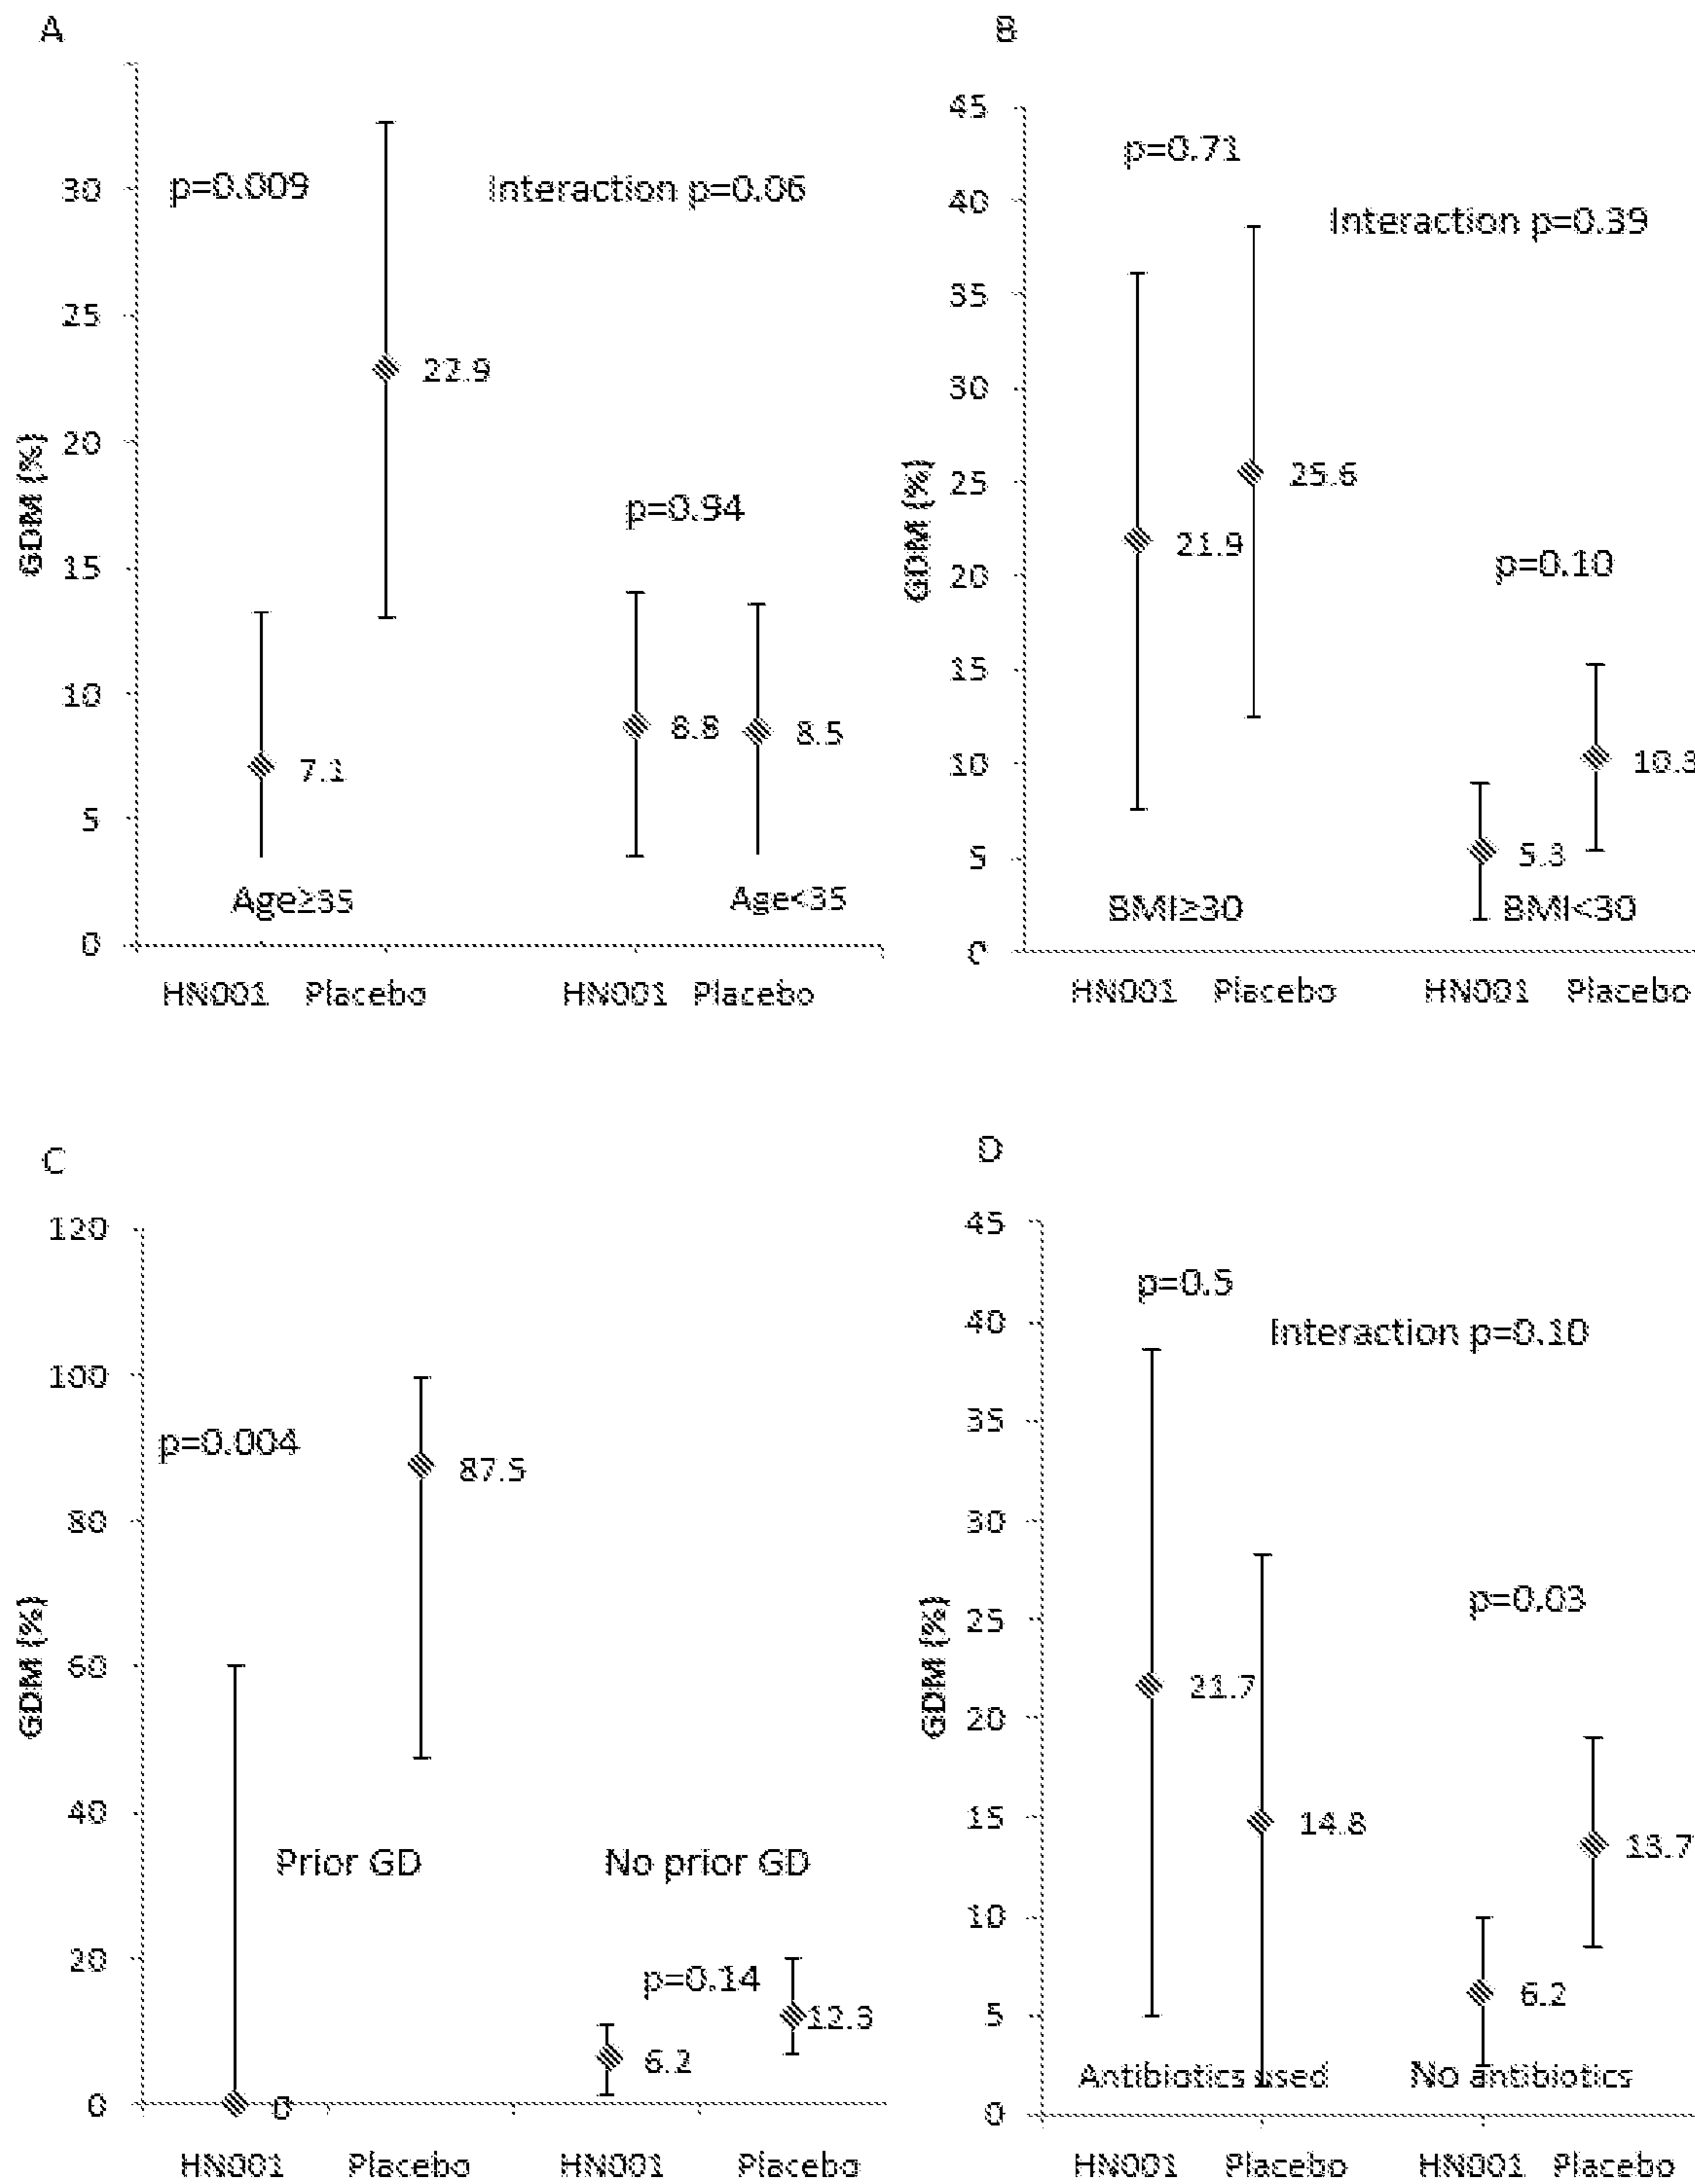 A
p=0.009
Interaction p=0.06
30
25
20
15
10
5
0
GDM (%)
22.9
p=0.94
8.8
8.5
7.1
Age≥35
Age<35
HN001 Placebo HN001 Placebo
B
45
40
35
30
25
20
15
10
5
0
GDM (%)
p=0.71
Interaction p=0.39
25.6
21.9
p=0.10
10.3
5.3
BMI≥30
BMI<30
HN001 Placebo HN001 Placebo
C
120
100
80
60
40
20
0
GDM (%)
p=0.004
87.5
Prior GD
No prior GD
p=0.14
12.3
6.2
0
HN001 Placebo HN001 Placebo
D
45
40
35
30
25
20
15
10
5
0
GDM (%)
p=0.5
Interaction p=0.10
p=0.03
21.7
14.8
13.7
6.2
Antibiotics used
No antibiotics
HN001 Placebo HN001 Placebo